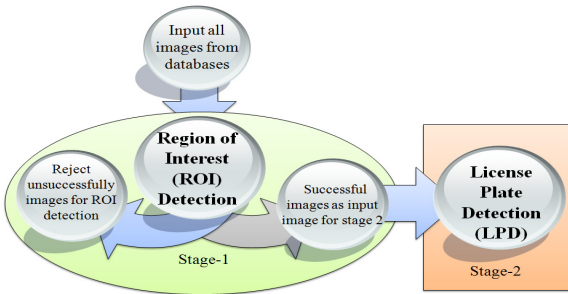 Input all
images from
databases
Region of
Interest
(ROI)
Detection
Reject
unsuccessfully
images for ROI
detection
Successful
images as input
image for stage 2
Stage-1
License
Plate
Detection
(LPD)
Stage-2